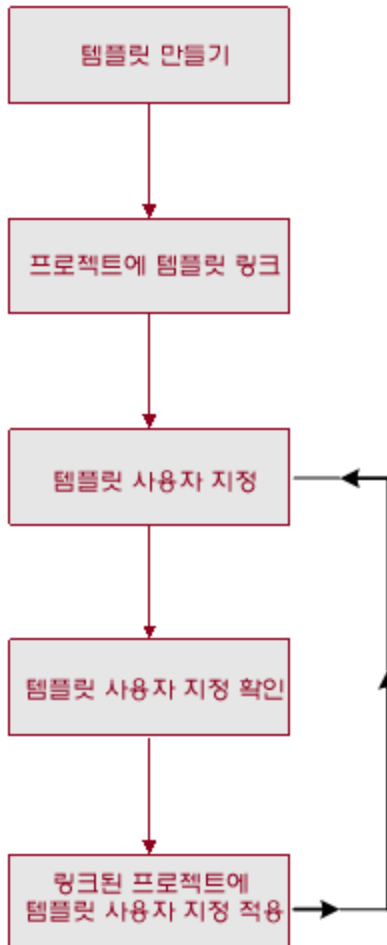 템플릿 만들기
프로젝트에 템플릿 링크
템플릿 사용자 지정
템플릿 사용자 지정 확인
링크된 프로젝트에
템플릿 사용자 지정 적용